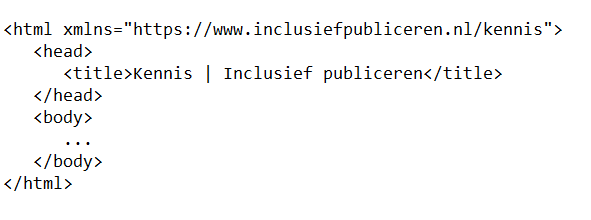 <html xmlns="https://www.inclusiefpubliceren.nl/kennis">
<head>
<title>Kennis | Inclusief publiceren</title>
</head>
<body>
...
</body>
</html>